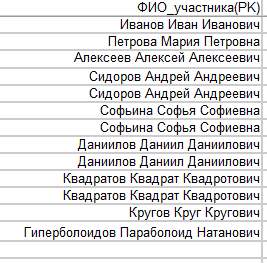 ФИО_участника(PK)
Иванов Иван Иванович
Петрова Мария Петровна
Алексеев Алексей Алексеевич
Сидоров Андрей Андреевич
Сидоров Андрей Андреевич
Софьина Софья Софиевна
Софьина Софья Софиевна
Даниилов Даниил Даниилович
Даниилов Даниил Даниилович
Квадратов Квадрат Квадротович
Квадратов Квадрат Квадротович
Кругов Круг Кругович
Гиперболоидов Параболоид Натанович